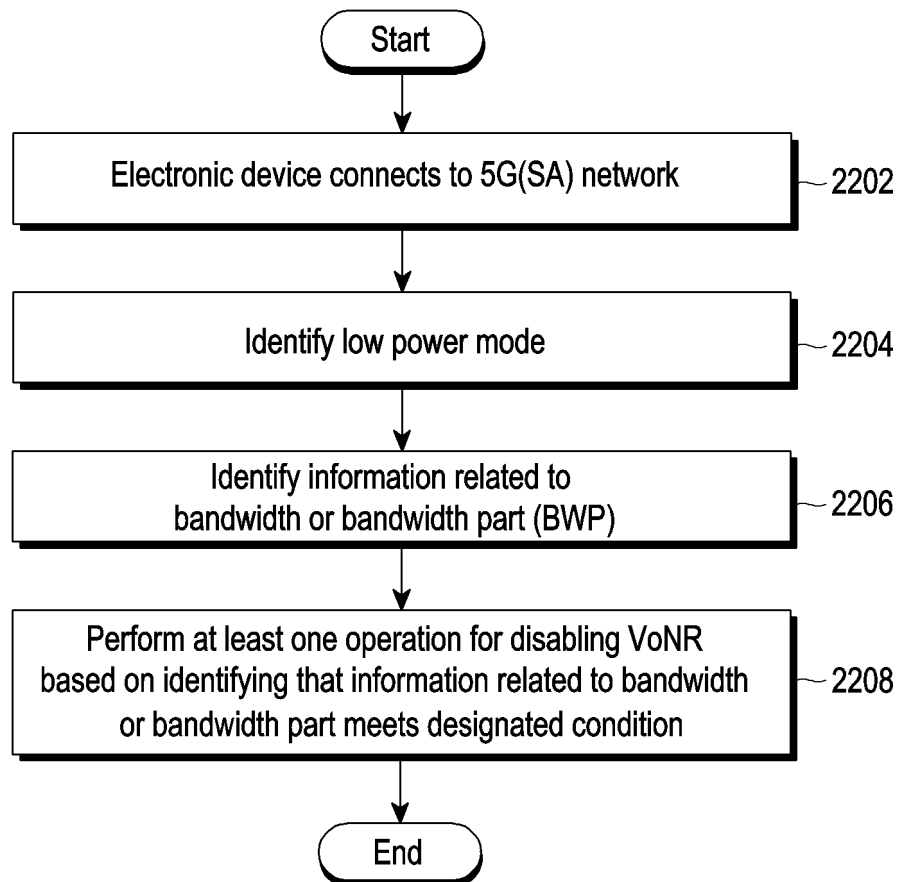 Start
Electronic device connects to 5G(SA) network
2202
Identify low power mode
2204
Identify information related to
bandwidth or bandwidth part (BWP)
2206
Perform at least one operation for disabling VoNR
based on identifying that information related to bandwidth
or bandwidth part meets designated condition
2208
End